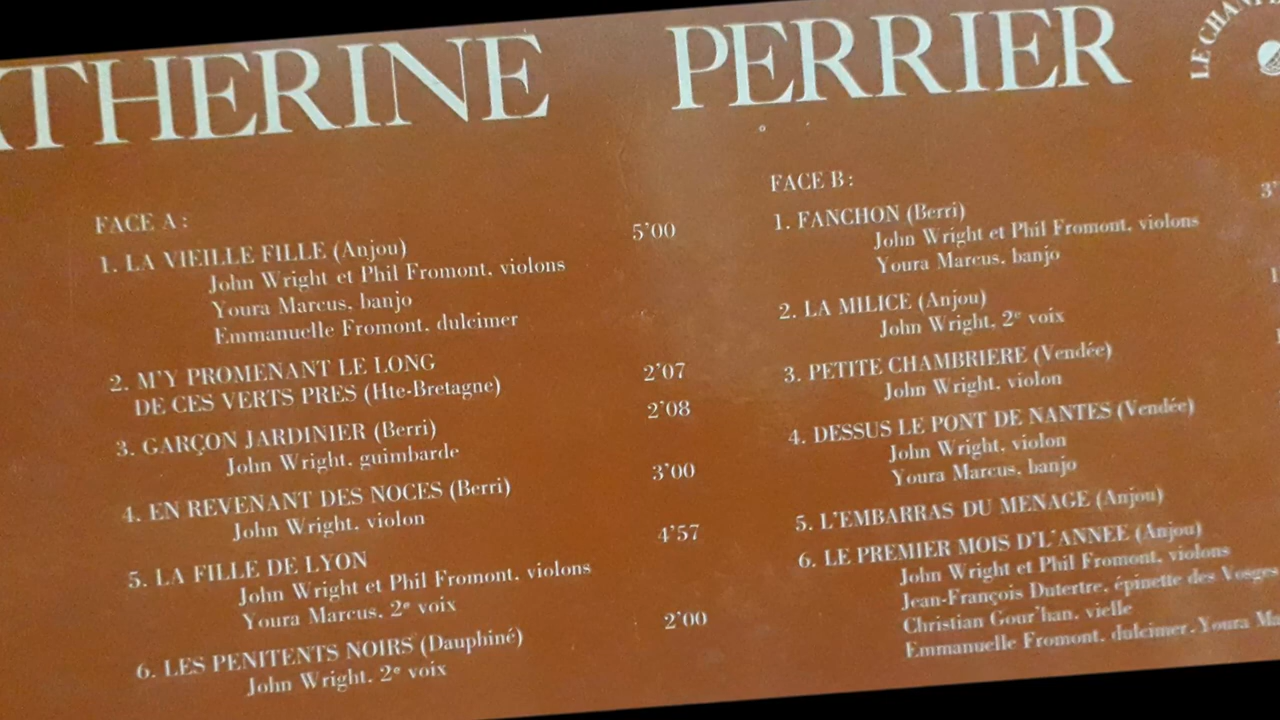 ATHERINE PERRIER
LE CHANT
FACE A :
1. LA VIEILLE FILLE (Anjou) 5'00
John Wright et Phil Fromont, violons
Youra Marcus, banjo
Emmanuelle Fromont, dulcimer
2. M'Y PROMENANT LE LONG
DE CES VERTS PRES (Hte-Bretagne) 2'07
3. GARÇON JARDINIER (Berri) 2'08
John Wright, guimbarde
4. EN REVENANT DES NOCES (Berri) 3'00
John Wright, violon
5. LA FILLE DE LYON 4'57
John Wright et Phil Fromont, violons
Youra Marcus, 2e voix
6. LES PENITENTS NOIRS (Dauphiné) 2'00
John Wright, 2e voix
FACE B :
1. FANCHON (Berri) 3'
John Wright et Phil Fromont, violons
Youra Marcus, banjo
2. LA MILICE (Anjou)
John Wright, 2e voix
3. PETITE CHAMBRIERE (Vendée)
John Wright, violon
4. DESSUS LE PONT DE NANTES (Vendée)
John Wright, violon
Youra Marcus, banjo
5. L'EMBARRAS DU MENAGE (Anjou)
6. LE PREMIER MOIS D'L'ANNEE (Anjou)
John Wright et Phil Fromont, violons
Jean-François Dutertre, épinette des Vosges
Christian Gour'han, vielle
Emmanuelle Fromont, dulcimer, Youra Ma